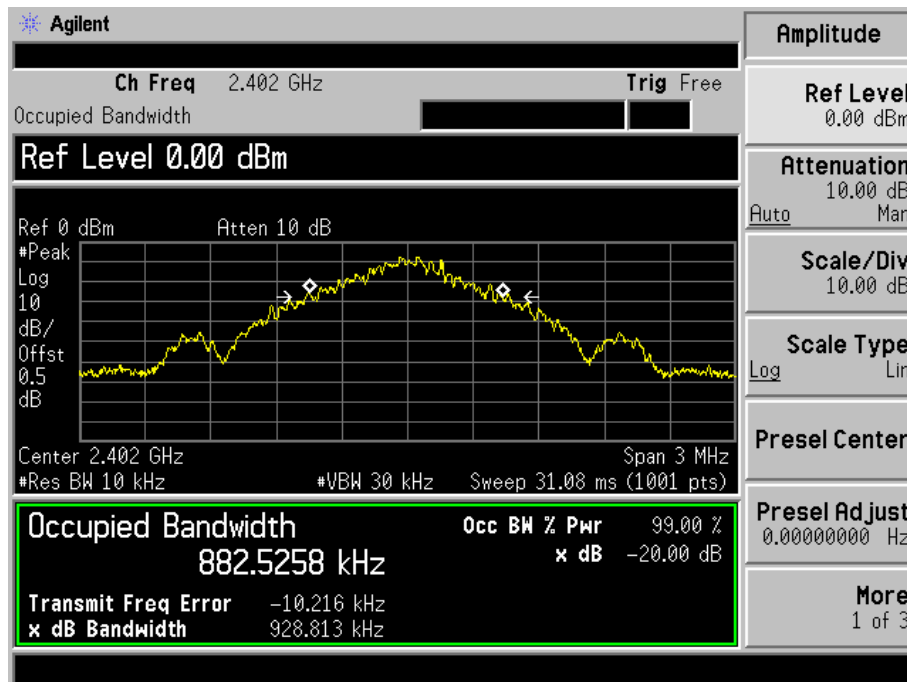 Agilent
Ch Freq 2.402 GHz Trig Free
Occupied Bandwidth
Ref Level 0.00 dBm
Ref 0 dBm Atten 10 dB
#Peak
Log
10
dB/
Offst
0.5
dB
Center 2.402 GHz Span 3 MHz
#Res BW 10 kHz #VBW 30 kHz Sweep 31.08 ms (1001 pts)
Occupied Bandwidth Occ BW % Pwr 99.00 %
882.5258 kHz x dB -20.00 dB
Transmit Freq Error -10.216 kHz
x dB Bandwidth 928.813 kHz
Amplitude
Ref Level
0.00 dBm
Attenuation
10.00 dB
Auto Man
Scale/Div
10.00 dB
Scale Type
Log Lin
Presel Center
Presel Adjust
0.00000000 Hz
More
1 of 3